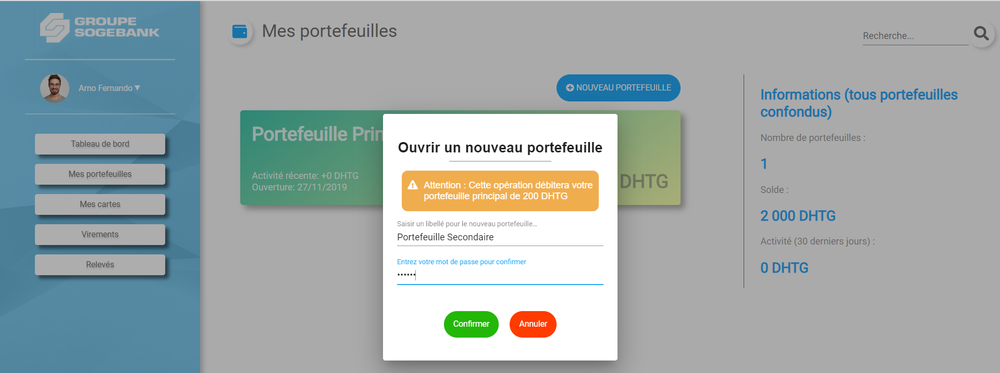 GROUPE
SOGEBANK
Arno Fernando ▼
Tableau de bord
Mes portefeuilles
Mes cartes
Virements
Relevés
Mes portefeuilles
Recherche...
NOUVEAU PORTEFEUILLE
Portefeuille
Activité récente: +0 DHTG
Ouverture: 27/11/2019
DHTG
Ouvrir un nouveau portefeuille
Attention : Cette opération débitera votre
portefeuille principal de 200 DHTG
Saisir un libellé pour le nouveau portefeuille...
Portefeuille Secondaire
Entrez votre mot de passe pour confirmer
••••••
Confirmer
Annuler
Informations (tous portefeuilles
confondus)
Nombre de portefeuilles :
1
Solde :
2 000 DHTG
Activité (30 derniers jours) :
0 DHTG